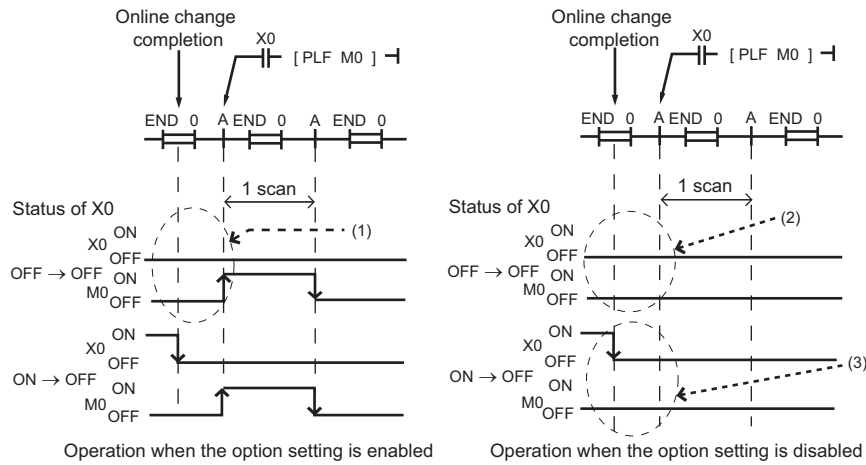 Online change
completion
X0
[ PLF M0 ]
END 0 A END 0 A END 0
1 scan
Status of X0
(1)
ON
X0
OFF
OFF → OFF
ON
M0
OFF
ON
X0
OFF
ON → OFF
ON
M0
OFF
Operation when the option setting is enabled
Online change
completion
X0
[ PLF M0 ]
END 0 A END 0 A END 0
1 scan
Status of X0
(2)
ON
X0
OFF
OFF → OFF
ON
M0
OFF
ON
X0
OFF
(3)
ON → OFF
ON
M0
OFF
Operation when the option setting is disabled